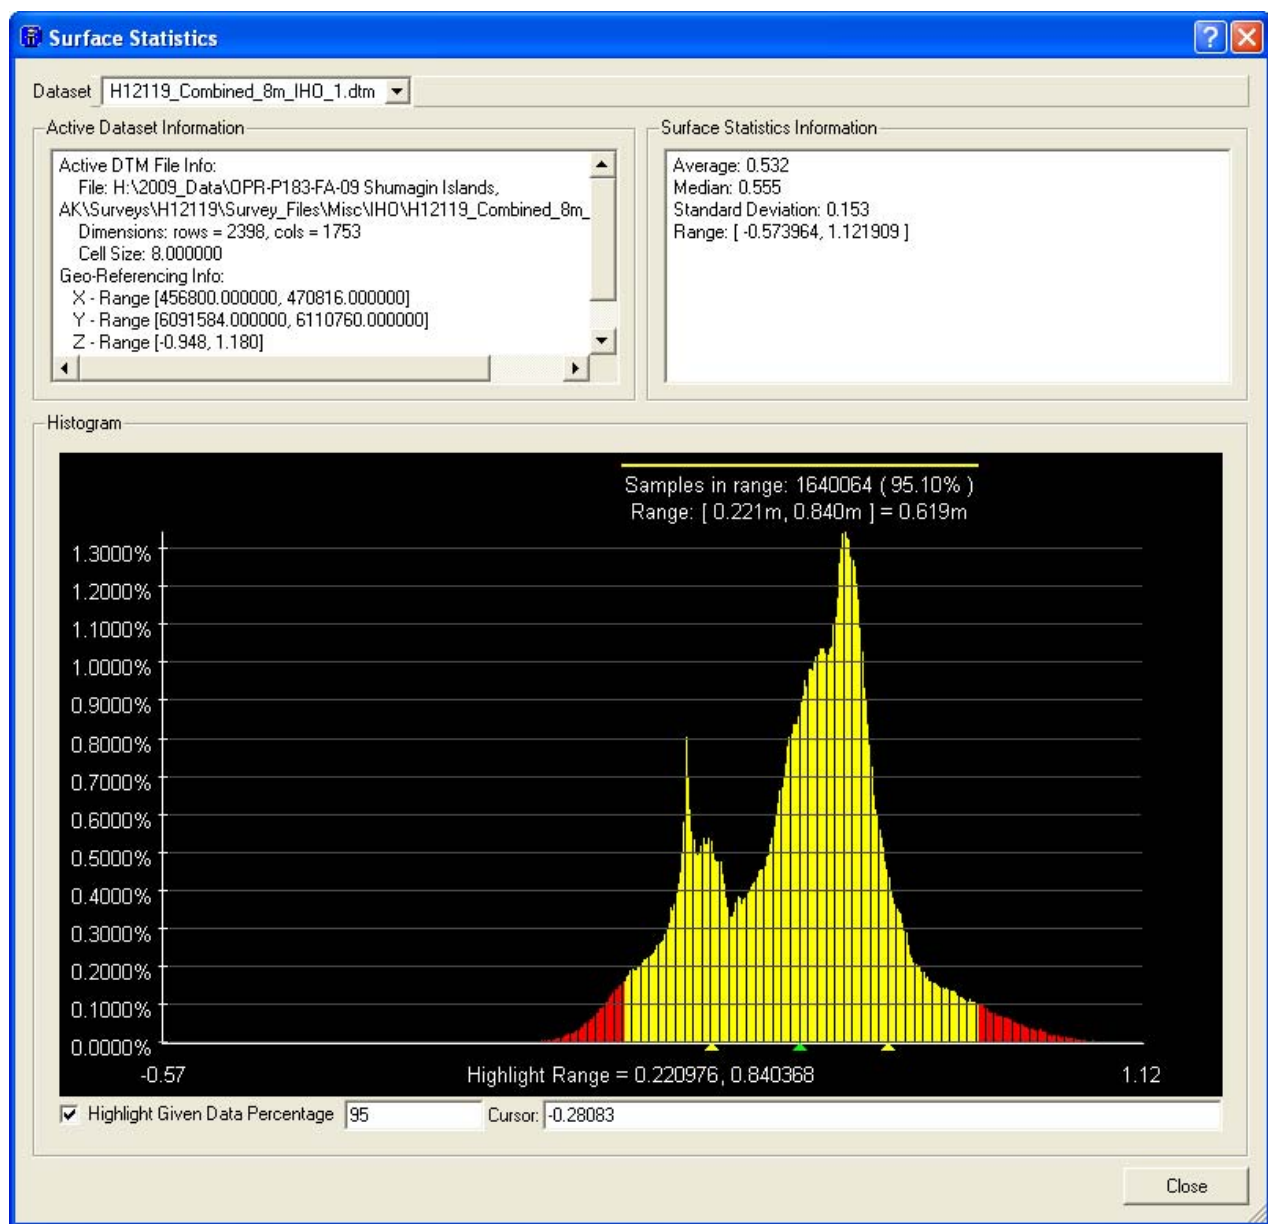 Surface Statistics
Dataset H12119_Combined_8m_IHO_1.dtm
Active Dataset Information
Active DTM File Info:
File: H:\2009_Data\OPR-P183-FA-09 Shumagin Islands,
AK\Surveys\H12119\Survey_Files\Misc\IHO\H12119_Combined_8m_
Dimensions: rows = 2398, cols = 1753
Cell Size: 8.000000
Geo-Referencing Info:
X - Range [456800.000000, 470816.000000]
Y - Range [6091584.000000, 6110760.000000]
Z - Range [-0.948, 1.180]
Surface Statistics Information
Average: 0.532
Median: 0.555
Standard Deviation: 0.153
Range: [ -0.573964, 1.121909 ]
Histogram
Samples in range: 1640064 ( 95.10% )
Range: [ 0.221m, 0.840m ] = 0.619m
1.3000%
1.2000%
1.1000%
1.0000%
0.9000%
0.8000%
0.7000%
0.6000%
0.5000%
0.4000%
0.3000%
0.2000%
0.1000%
0.0000%
-0.57 Highlight Range = 0.220976, 0.840368 1.12
Highlight Given Data Percentage 95 Cursor: -0.28083
Close